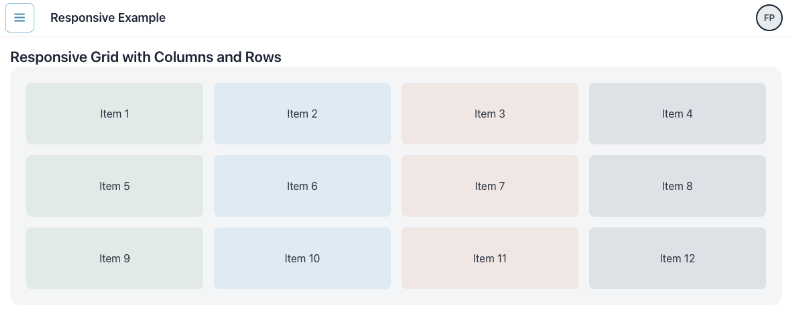 Responsive Example
FP
Responsive Grid with Columns and Rows
Item 1
Item 2
Item 3
Item 4
Item 5
Item 6
Item 7
Item 8
Item 9
Item 10
Item 11
Item 12